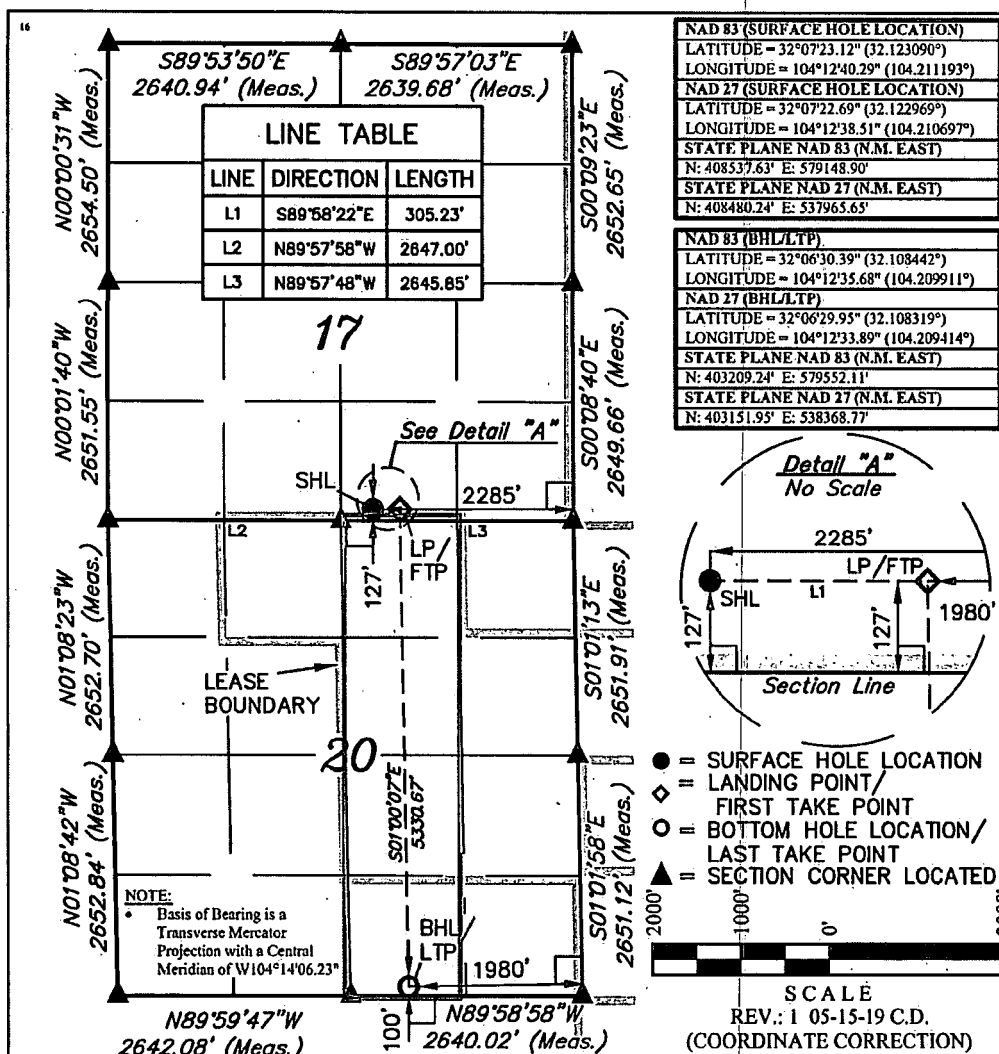 16
S89°53'50"E
2640.94' (Meas.)
S89°57'03"E
2639.68' (Meas.)
N00°00'31"W
2654.50' (Meas.)
S00°09'23"E
2652.65' (Meas.)
LINE TABLE
LINE DIRECTION LENGTH
L1 S89°58'22"E 305.23'
L2 N89°57'58"W 2647.00'
L3 N89°57'48"W 2645.85'
17
N00°01'40"W
2651.55' (Meas.)
S00°08'40"E
2649.66' (Meas.)
See Detail "A"
SHL
2285'
L2
L3
LP/
FTP
127'
N01°08'23"W
2652.70' (Meas.)
S01°01'13"E
2651.91' (Meas.)
LEASE
BOUNDARY
20
S01°00'07"E
5330.67'
N01°08'42"W
2652.84' (Meas.)
S01°01'58"E
2651.12' (Meas.)
NOTE:
• Basis of Bearing is a
Transverse Mercator
Projection with a Central
Meridian of W104°14'06.23"
BHL/
LTP
1980'
100'
N89°59'47"W
2642.08' (Meas.)
N89°58'58"W
2640.02' (Meas.)
NAD 83 (SURFACE HOLE LOCATION)
LATITUDE = 32°07'23.12" (32.123090°)
LONGITUDE = 104°12'40.29" (104.211193°)
NAD 27 (SURFACE HOLE LOCATION)
LATITUDE = 32°07'22.69" (32.122969°)
LONGITUDE = 104°12'38.51" (104.210697°)
STATE PLANE NAD 83 (N.M. EAST)
N: 408537.63' E: 579148.90'
STATE PLANE NAD 27 (N.M. EAST)
N: 408480.24' E: 537965.65'
NAD 83 (BHL/LTP)
LATITUDE = 32°06'30.39" (32.108442°)
LONGITUDE = 104°12'35.68" (104.209911°)
NAD 27 (BHL/LTP)
LATITUDE = 32°06'29.95" (32.108319°)
LONGITUDE = 104°12'33.89" (104.209414°)
STATE PLANE NAD 83 (N.M. EAST)
N: 403209.24' E: 579552.11'
STATE PLANE NAD 27 (N.M. EAST)
N: 403151.95' E: 538368.77'
Detail "A"
No Scale
2285'
LP/FTP
SHL
L1
1980'
127'
127'
Section Line
= SURFACE HOLE LOCATION
= LANDING POINT/
FIRST TAKE POINT
= BOTTOM HOLE LOCATION/
LAST TAKE POINT
= SECTION CORNER LOCATED
2000' 1000' 0'
SCALE
REV.: 1 05-15-19 C.D.
(COORDINATE CORRECTION)